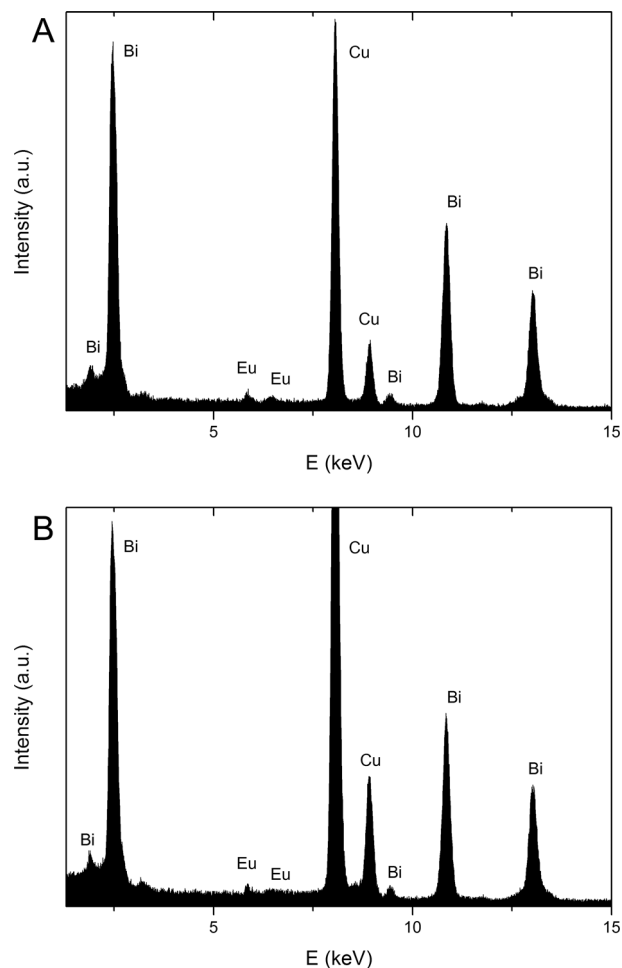 A
Bi
Cu
Bi
Bi
Cu
Bi
Eu
Eu
Bi
Intensity (a.u.)
5
10
15
E (keV)
B
Bi
Cu
Bi
Cu
Bi
Bi
Eu
Eu
Bi
Intensity (a.u.)
5
10
15
E (keV)